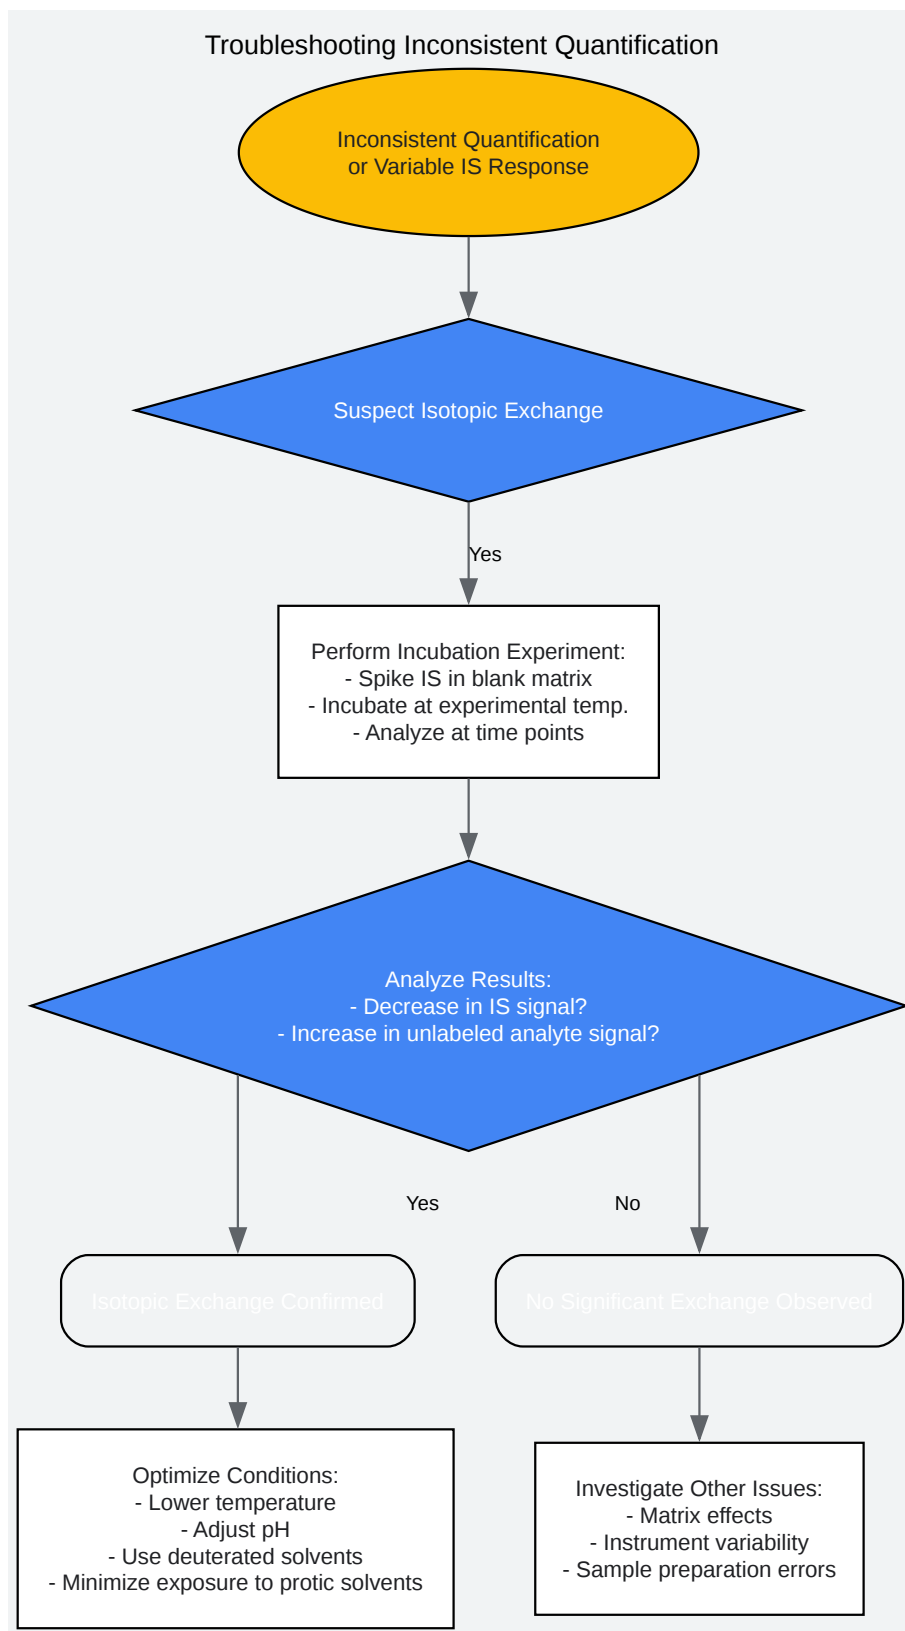 Troubleshooting Inconsistent Quantification
Inconsistent Quantification
or Variable IS Response
Suspect Isotopic Exchange
Yes
Perform Incubation Experiment:
- Spike IS in blank matrix
- Incubate at experimental temp.
- Analyze at time points
Analyze Results:
- Decrease in IS signal?
- Increase in unlabeled analyte signal?
Yes
No
Isotopic Exchange Confirmed
No Significant Exchange Observed
Optimize Conditions:
- Lower temperature
- Adjust pH
- Use deuterated solvents
- Minimize exposure to protic solvents
Investigate Other Issues:
- Matrix effects
- Instrument variability
- Sample preparation errors